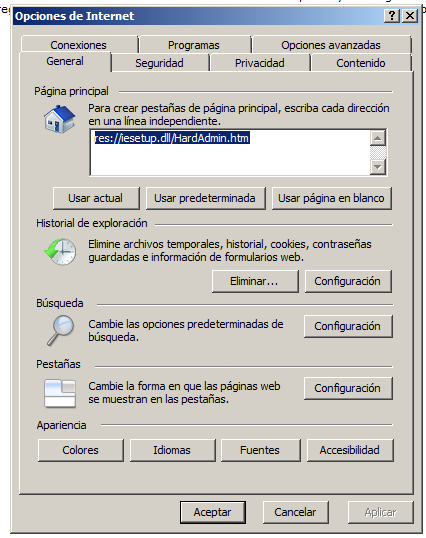 Opciones de Internet
Conexiones Programas Opciones avanzadas
General Seguridad Privacidad Contenido
Página principal
Para crear pestañas de página principal, escriba cada dirección
en una línea independiente.
res://iesetup.dll/HardAdmin.htm
Usar actual Usar predeterminada Usar página en blanco
Historial de exploración
Elimine archivos temporales, historial, cookies, contraseñas
guardadas e información de formularios web.
Eliminar... Configuración
Búsqueda
Cambie las opciones predeterminadas de
búsqueda.
Configuración
Pestañas
Cambie la forma en que las páginas web
se muestran en las pestañas.
Configuración
Apariencia
Colores Idiomas Fuentes Accesibilidad
Aceptar Cancelar Aplicar